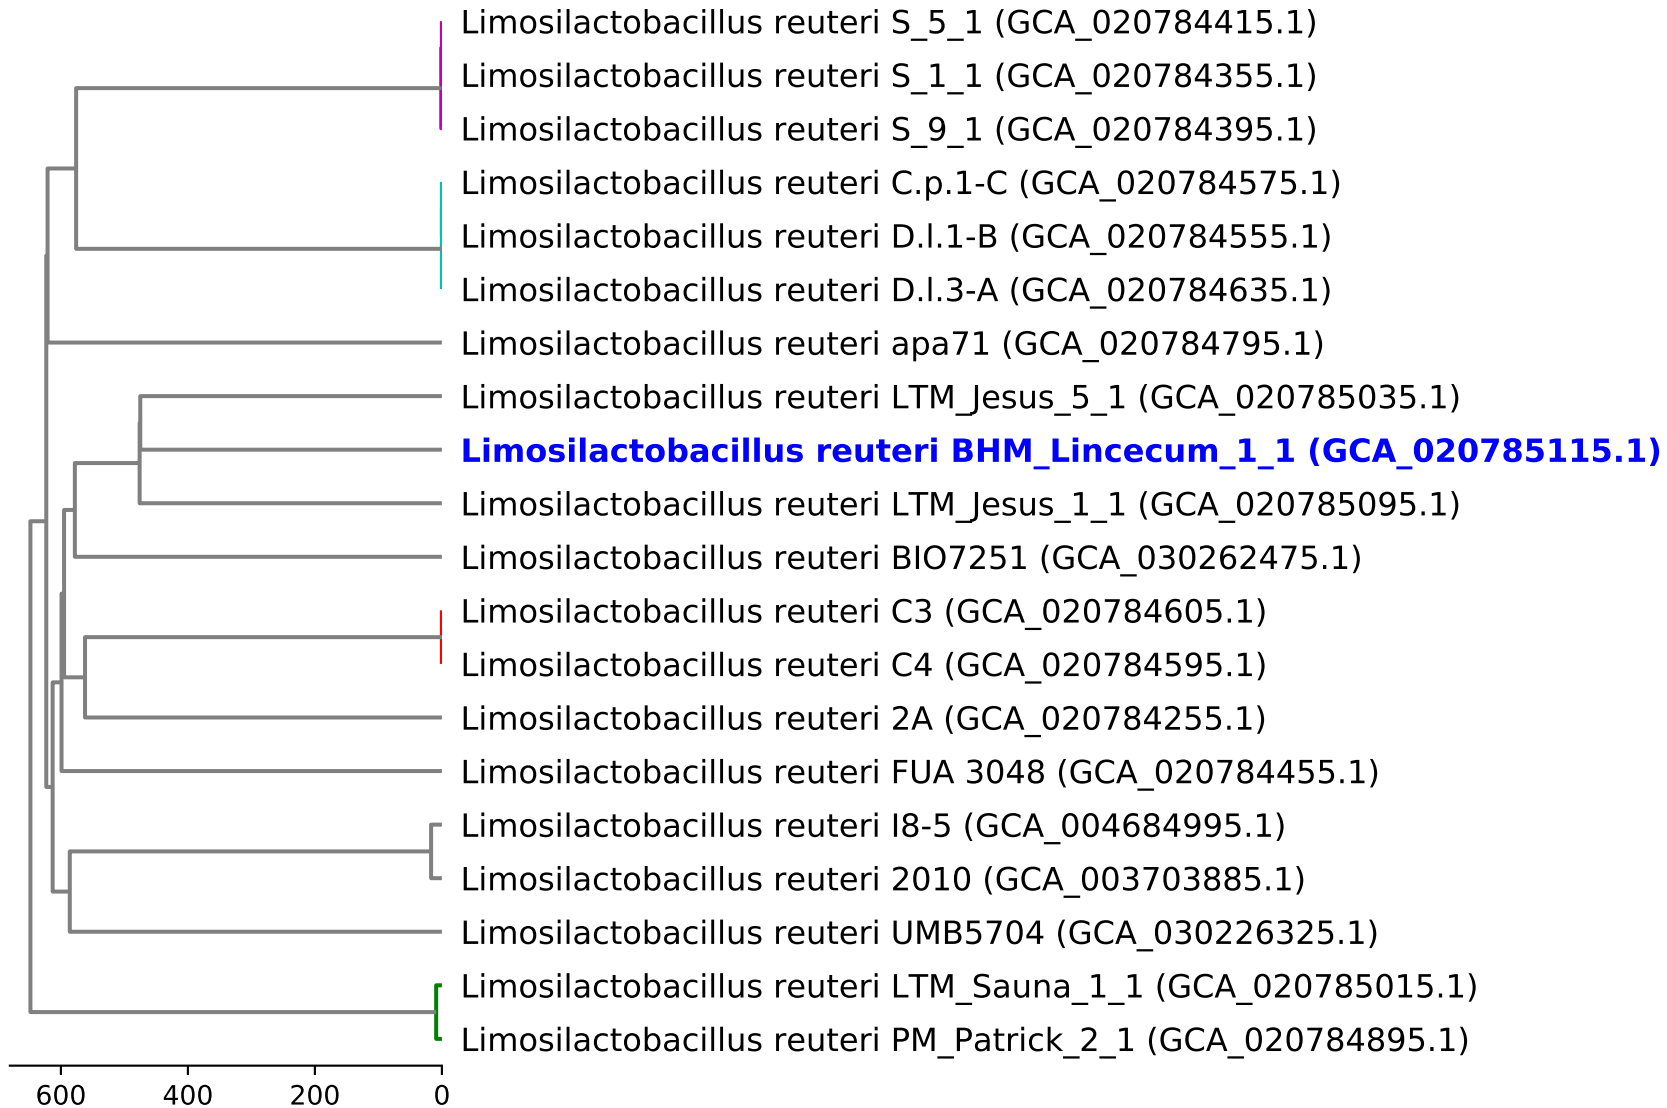 Limosilactobacillus reuteri S_5_1 (GCA_020784415.1)
Limosilactobacillus reuteri S_1_1 (GCA_020784355.1)
Limosilactobacillus reuteri S_9_1 (GCA_020784395.1)
Limosilactobacillus reuteri C.p.1-C (GCA_020784575.1)
Limosilactobacillus reuteri D.l.1-B (GCA_020784555.1)
Limosilactobacillus reuteri D.l.3-A (GCA_020784635.1)
Limosilactobacillus reuteri apa71 (GCA_020784795.1)
Limosilactobacillus reuteri LTM_Jesus_5_1 (GCA_020785035.1)
Limosilactobacillus reuteri BHM_Lincecum_1_1 (GCA_020785115.1)
Limosilactobacillus reuteri LTM_Jesus_1_1 (GCA_020785095.1)
Limosilactobacillus reuteri BIO7251 (GCA_030262475.1)
Limosilactobacillus reuteri C3 (GCA_020784605.1)
Limosilactobacillus reuteri C4 (GCA_020784595.1)
Limosilactobacillus reuteri 2A (GCA_020784255.1)
Limosilactobacillus reuteri FUA 3048 (GCA_020784455.1)
Limosilactobacillus reuteri I8-5 (GCA_004684995.1)
Limosilactobacillus reuteri 2010 (GCA_003703885.1)
Limosilactobacillus reuteri UMB5704 (GCA_030226325.1)
Limosilactobacillus reuteri LTM_Sauna_1_1 (GCA_020785015.1)
Limosilactobacillus reuteri PM_Patrick_2_1 (GCA_020784895.1)
600 400 200 0